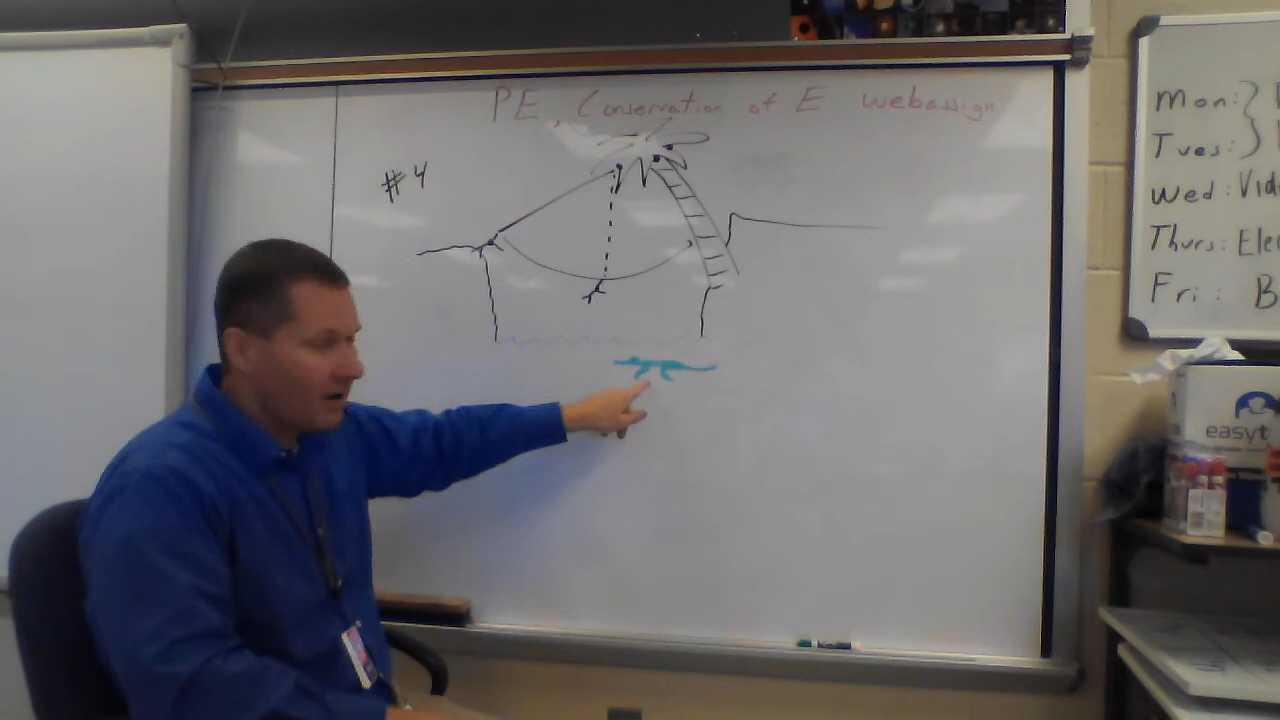 PE, Conservation of E webassign
#4
Mon:
Tues:
Wed: Vid
Thurs: Ele
Fri: B
easyt